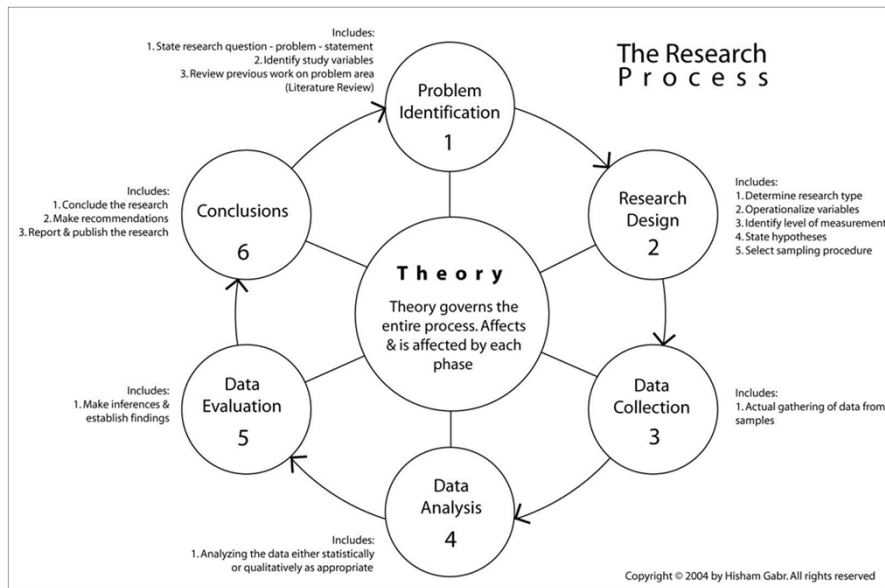 The Research
Process
Includes:
1. State research question - problem - statement
2. Identify study variables
3. Review previous work on problem area
(Literature Review)
Problem
Identification
1
Includes:
1. Determine research type
2. Operationalize variables
3. Identify level of measurement
4. State hypotheses
5. Select sampling procedure
Research
Design
2
Includes:
1. Actual gathering of data from
samples
Data
Collection
3
Includes:
1. Analyzing the data either statistically
or qualitatively as appropriate
Data
Analysis
4
Includes:
1. Make inferences &
establish findings
Data
Evaluation
5
Includes:
1. Conclude the research
2. Make recommendations
3. Report & publish the research
Conclusions
6
Theory
Theory governs the
entire process. Affects
& is affected by each
phase
Copyright © 2004 by Hisham Gabr. All rights reserved